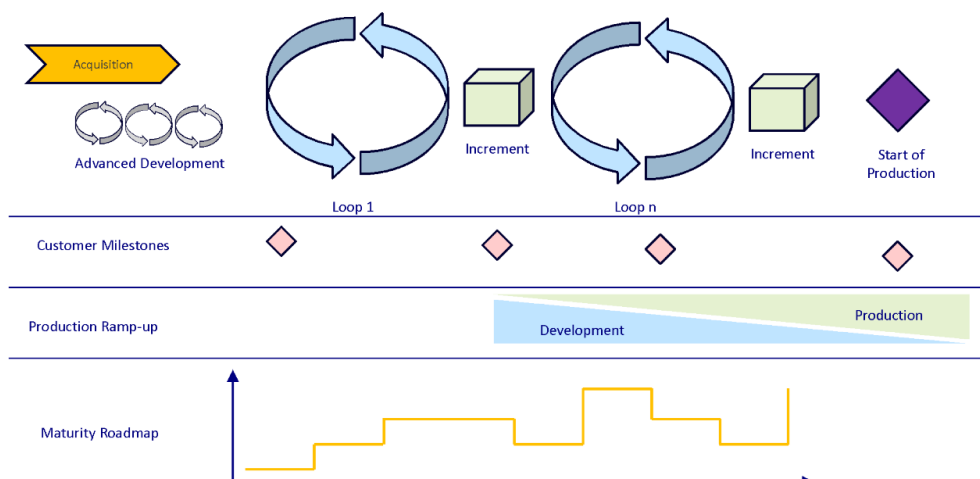 Acquisition
Advanced Development
Increment
Increment
Start of
Production
Loop 1
Loop n
Customer Milestones
Production Ramp-up
Development
Production
Maturity Roadmap